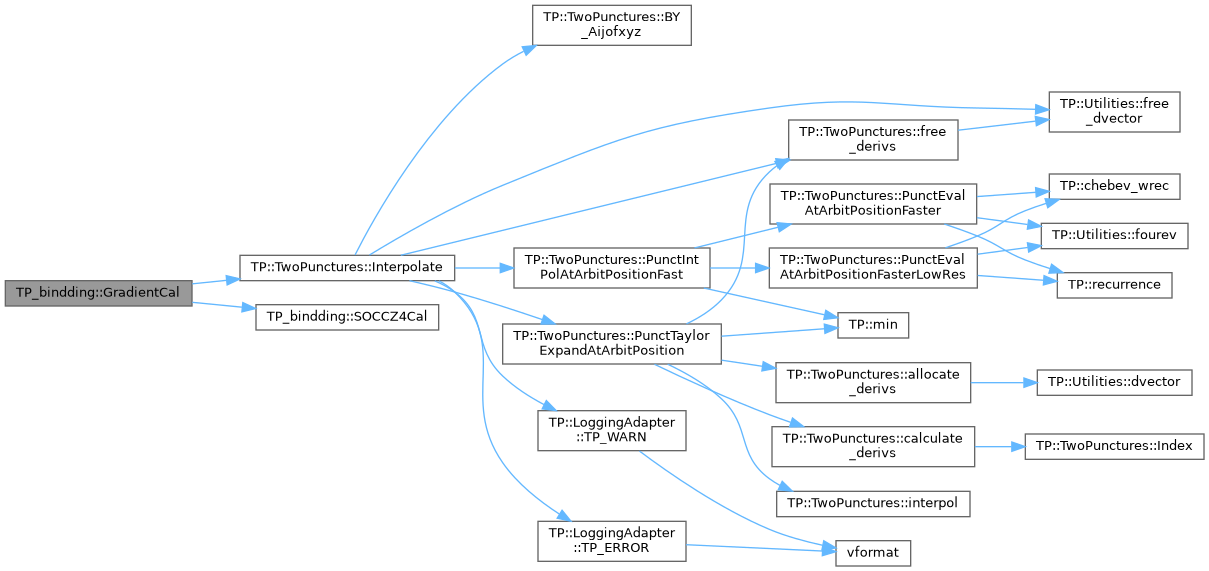 TP::TwoPunctures::BY
_Aijofxyz
TP::Utilities::free
_dvector
TP::TwoPunctures::free
_derivs
TP::chebev_wrec
TP::TwoPunctures::PunctEval
AtArbitPositionFaster
TP::Utilities::fourev
TP::TwoPunctures::Interpolate
TP::TwoPunctures::PunctInt
PolAtArbitPositionFast
TP::TwoPunctures::PunctEval
AtArbitPositionFasterLowRes
TP::recurrence
TP_bindding::GradientCal
TP_bindding::SOCCZ4Cal
TP::min
TP::TwoPunctures::PunctTaylor
ExpandAtArbitPosition
TP::TwoPunctures::allocate
_derivs
TP::Utilities::dvector
TP::LoggingAdapter
::TP_WARN
TP::TwoPunctures::calculate
_derivs
TP::TwoPunctures::Index
TP::TwoPunctures::interpol
TP::LoggingAdapter
::TP_ERROR
vformat